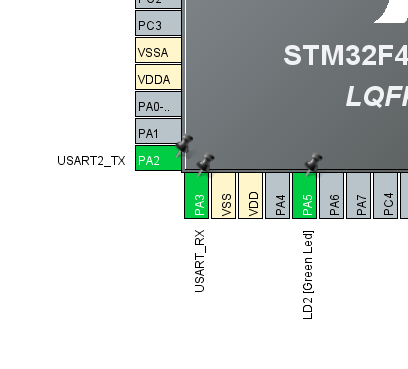 PC2
PC3
VSSA
VDDA
PA0-..
PA1
PA2
USART2_TX
STM32F4
LQF
PA3
VSS
VDD
PA4
PA5
PA6
PA7
PC4
USART_RX
LD2 [Green Led]